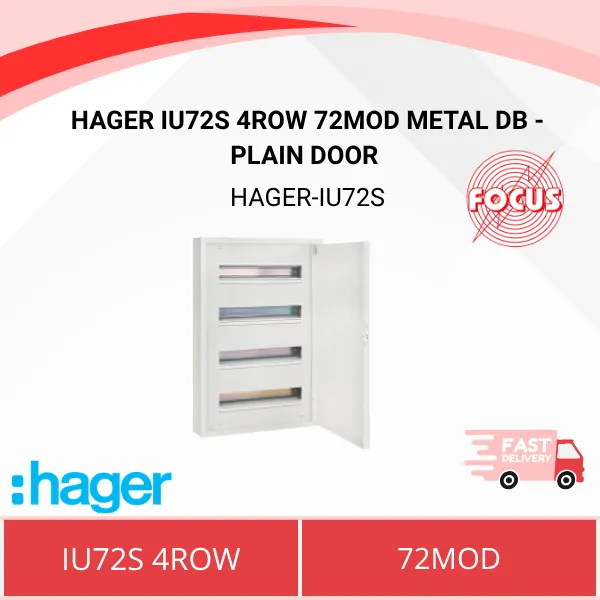 HAGER IU72S 4ROW 72MOD METAL DB -
PLAIN DOOR
HAGER-IU72S
FOCUS
FAST
DELIVERY
:hager
IU72S 4ROW
72MOD